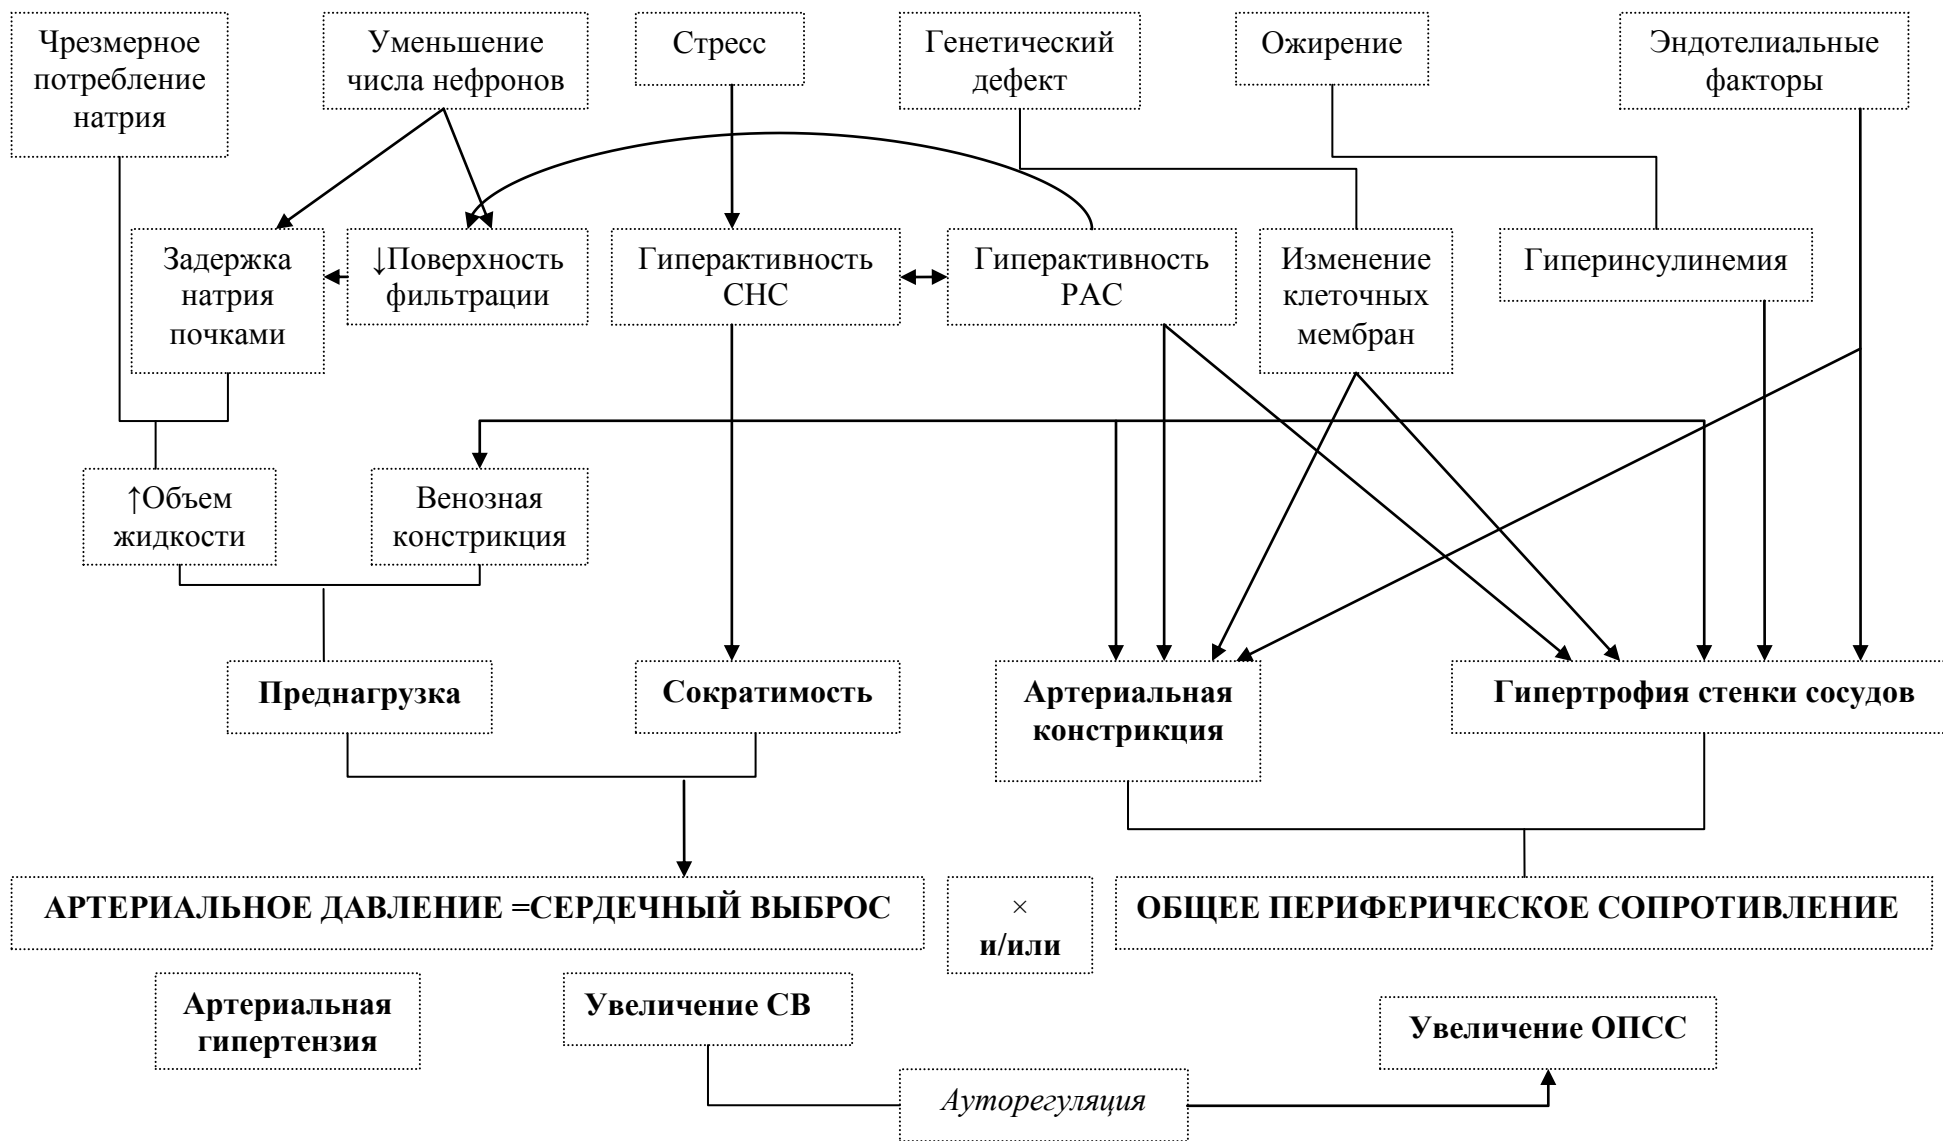 Чрезмерное
потребление
натрия
Уменьшение
числа нефронов
Стресс
Генетический
дефект
Ожирение
Эндотелиальные
факторы
Задержка
натрия
почками
↓Поверхность
фильтрации
Гиперактивность
СНС
Гиперактивность
РАС
Изменение
клеточных
мембран
Гиперинсулинемия
↑Объем
жидкости
Венозная
констрикция
Преднагрузка
Сократимость
Артериальная
констрикция
Гипертрофия стенки сосудов
АРТЕРИАЛЬНОЕ ДАВЛЕНИЕ =СЕРДЕЧНЫЙ ВЫБРОС
×
и/или
ОБЩЕЕ ПЕРИФЕРИЧЕСКОЕ СОПРОТИВЛЕНИЕ
Артериальная
гипертензия
Увеличение СВ
Увеличение ОПСС
Ауторегуляция